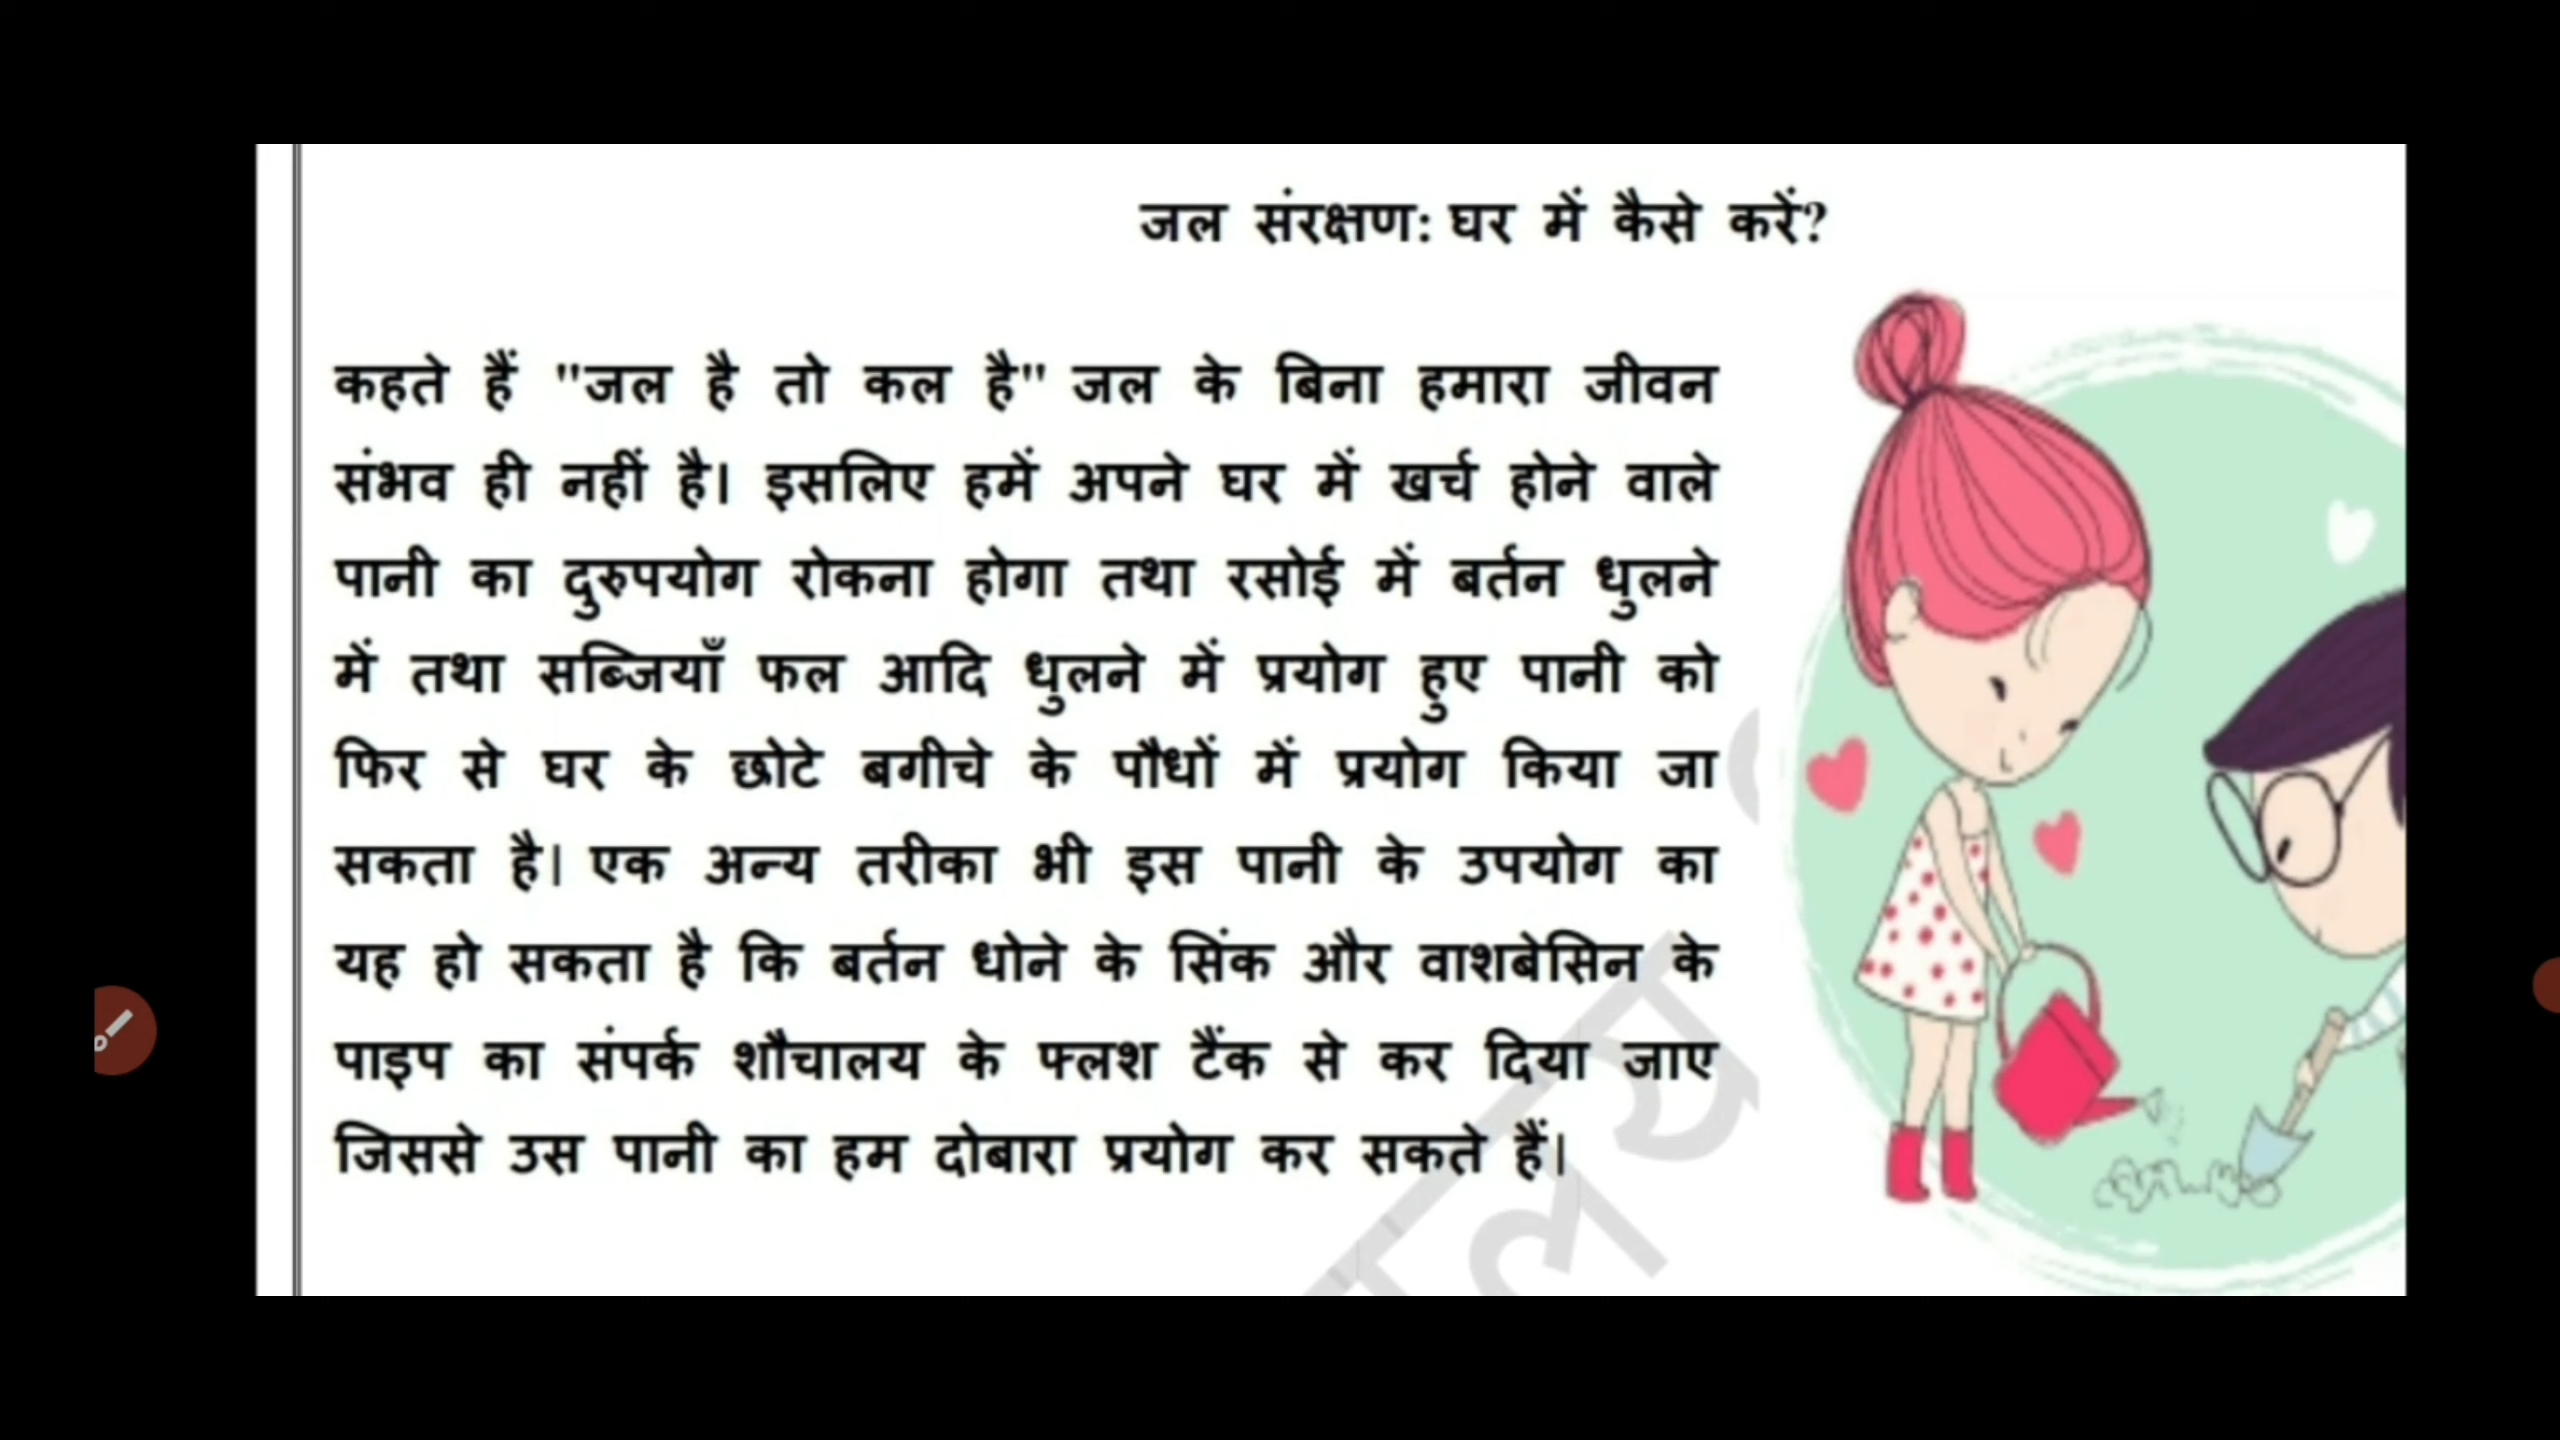 जल संरक्षण: घर में कैसे करें?
कहते हैं "जल है तो कल है" जल के बिना हमारा जीवन
संभव ही नहीं है। इसलिए हमें अपने घर में खर्च होने वाले
पानी का दुरुपयोग रोकना होगा तथा रसोई में बर्तन धुलने
में तथा सब्जियाँ फल आदि धुलने में प्रयोग हुए पानी को
फिर से घर के छोटे बगीचे के पौधों में प्रयोग किया जा
सकता है। एक अन्य तरीका भी इस पानी के उपयोग का
यह हो सकता है कि बर्तन धोने के सिंक और वाशबेसिन के
पाइप का संपर्क शौचालय के फ्लश टैंक से कर दिया जाए
जिससे उस पानी का हम दोबारा प्रयोग कर सकते हैं।